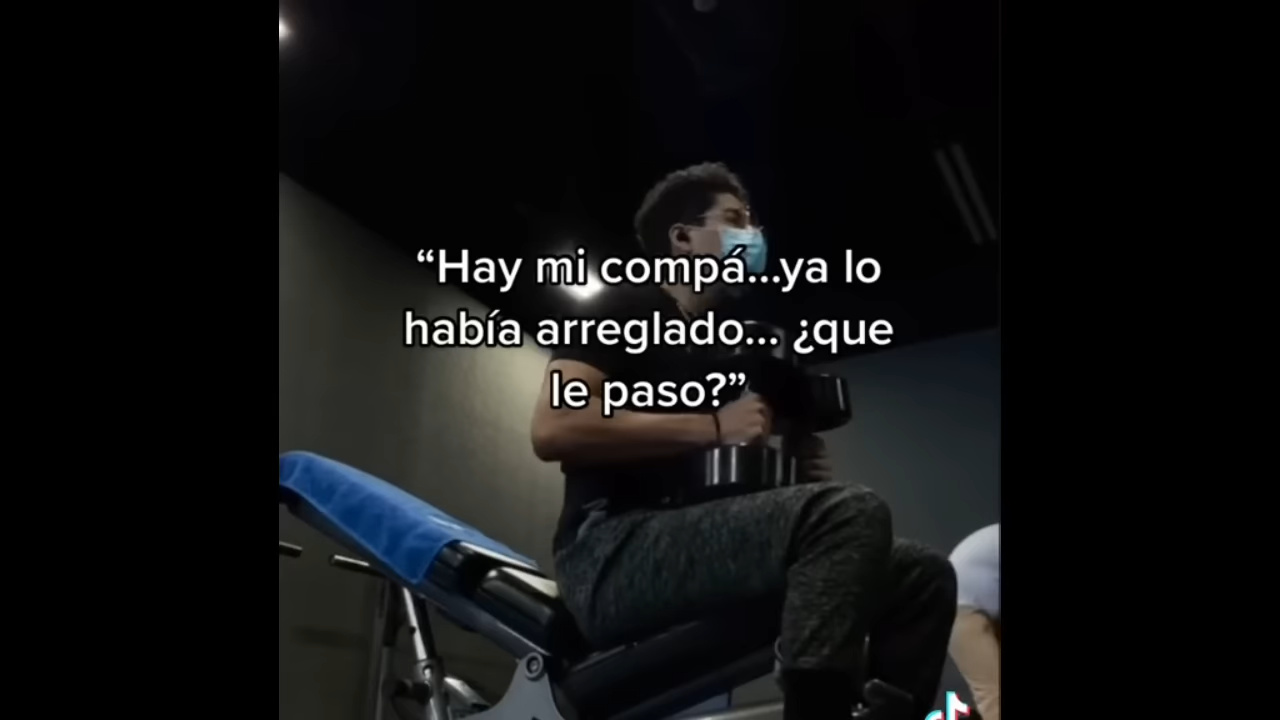 “Hay mi compá...ya lo
había arreglado... ¿que
le paso?”